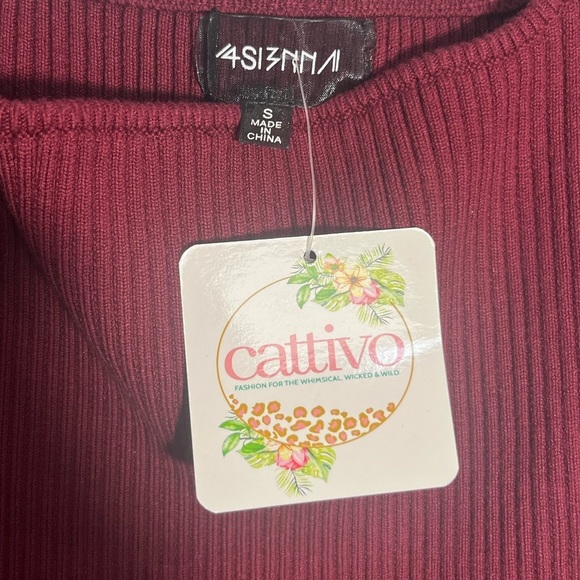 4SI3NNA
S
MADE
IN
CHINA
cattivo
FASHION FOR THE WHIMSICAL, WICKED & WILD